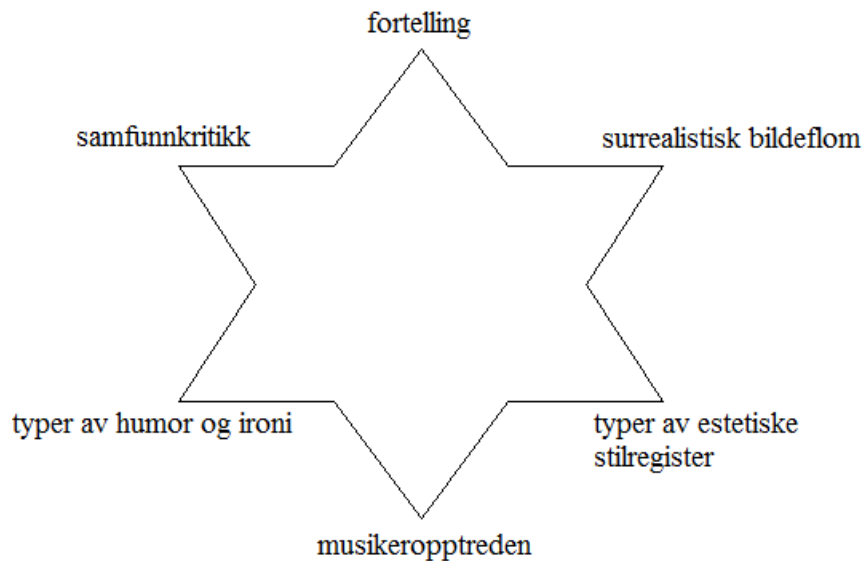 fortelling
samfunnkritikk
surrealistisk bildeflom
typer av humor og ironi
typer av estetiske
stilregister
musikeropptreden